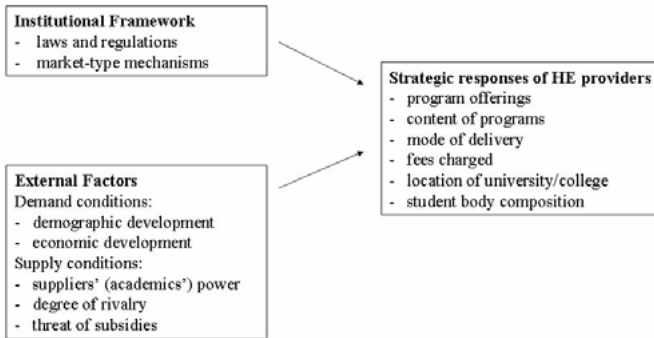 Institutional Framework
- laws and regulations
- market-type mechanisms
Strategic responses of HE providers
- program offerings
- content of programs
- mode of delivery
- fees charged
- location of university/college
- student body composition
External Factors
Demand conditions:
- demographic development
- economic development
Supply conditions:
- suppliers' (academics') power
- degree of rivalry
- threat of subsidies